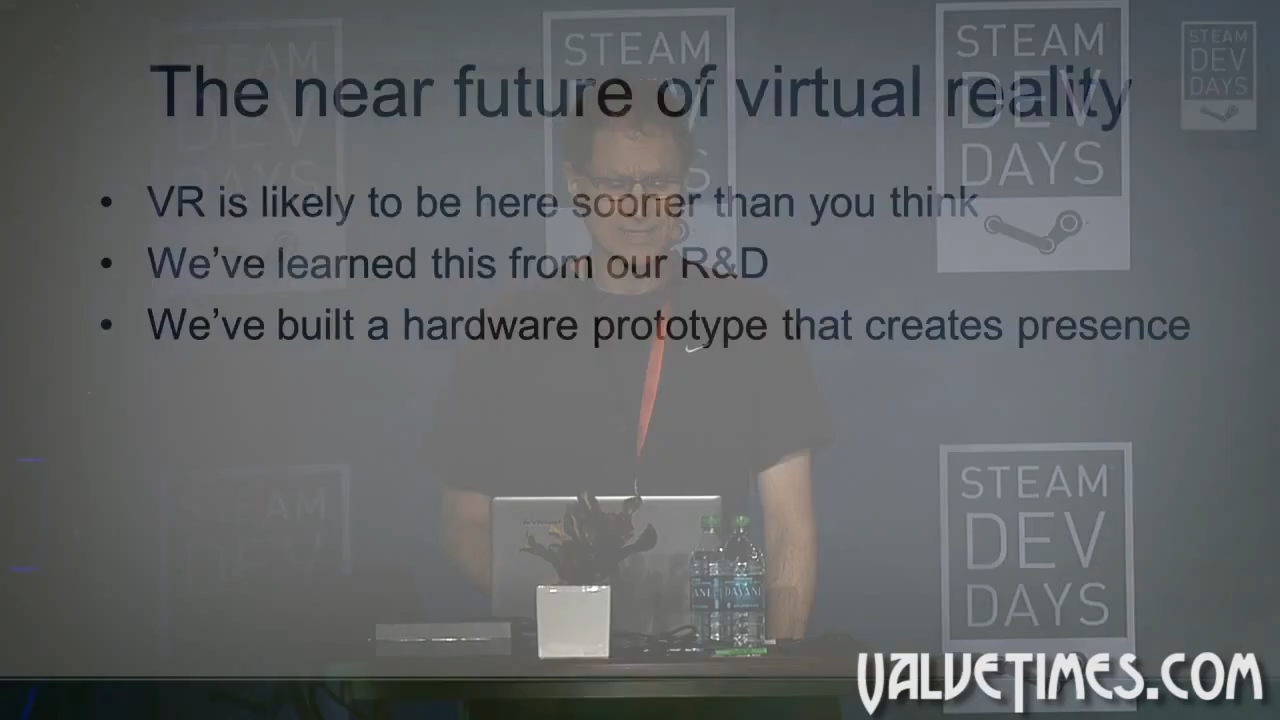 STEAM
DEV
DAYS
STEAM
STEAM
DEV
DAYS
The near future of virtual reality
• VR is likely to be here sooner than you think
• We've learned this from our R&D
• We've built a hardware prototype that creates presence
STEAM
DEV
DAYS
DASANI
VALVETIMES.COM